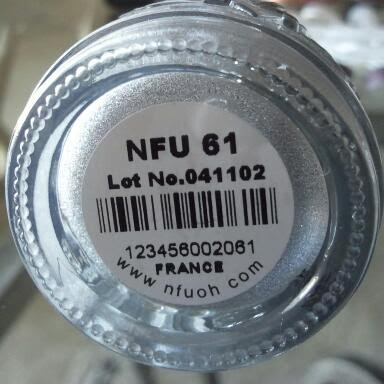 NFU 61
Lot No.041102
123456002061
FRANCE
www nfuoh com